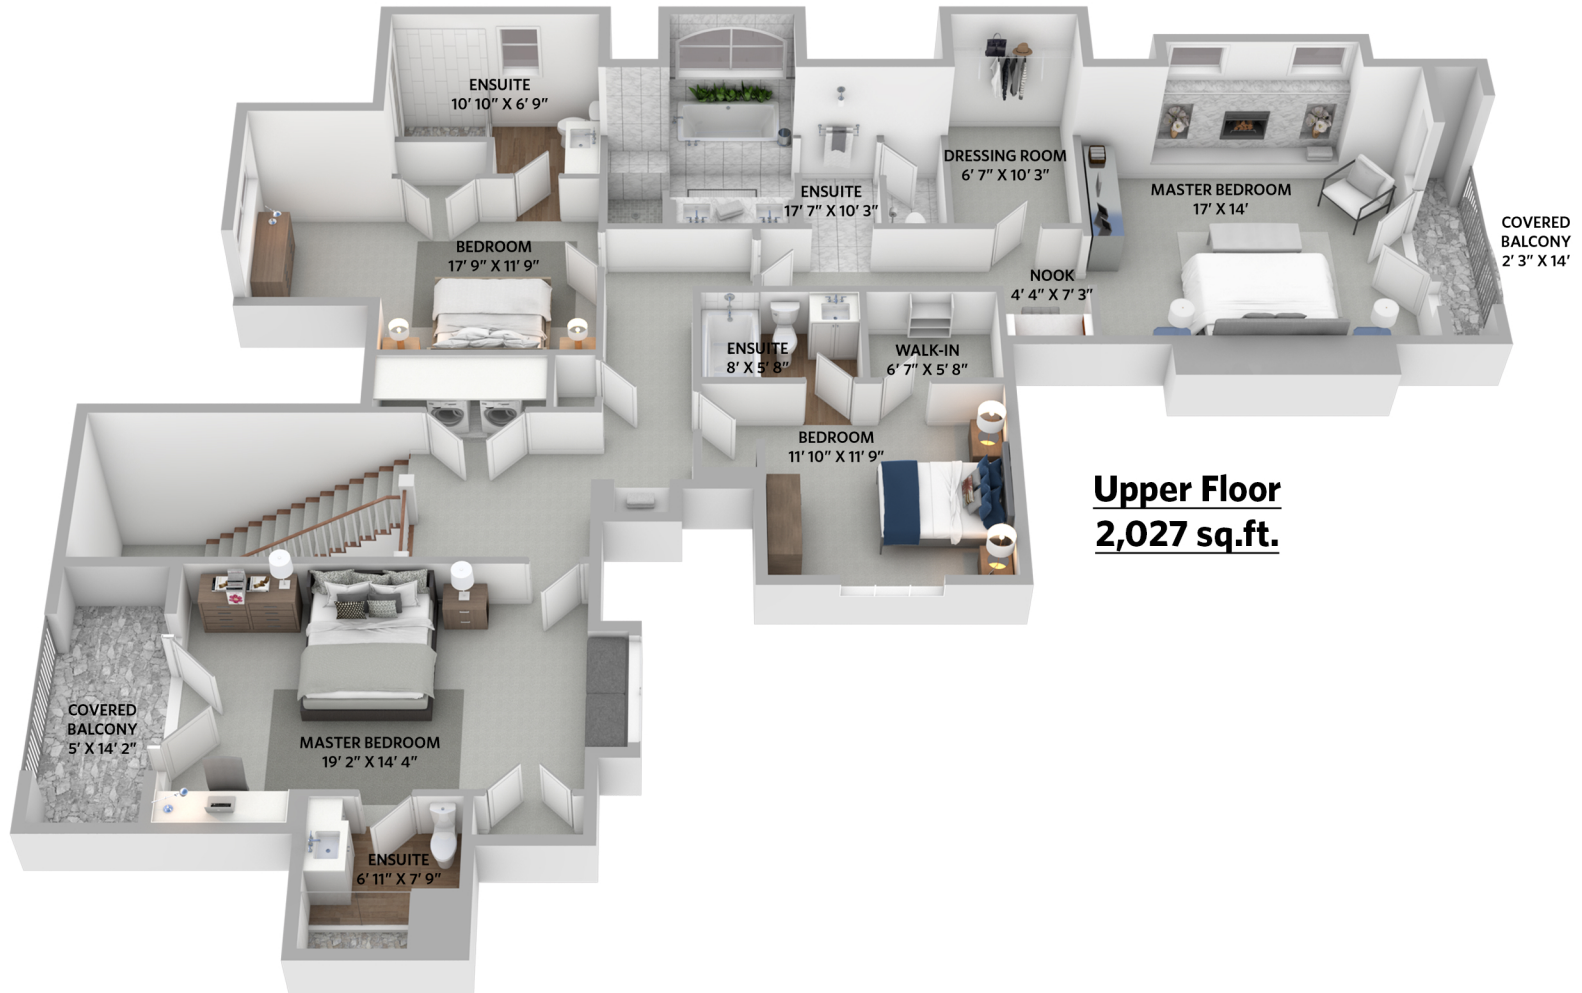 ENSUITE
10’ 10” X 6’ 9”
DRESSING ROOM
6’ 7” X 10’ 3”
ENSUITE
17’ 7” X 10’ 3”
MASTER BEDROOM
17’ X 14’
COVERED
BALCONY
2’ 3” X 14’
BEDROOM
17’ 9” X 11’ 9”
NOOK
4’ 4” X 7’ 3”
ENSUITE
8’ X 5’ 8”
WALK-IN
6’ 7” X 5’ 8”
BEDROOM
11’ 10” X 11’ 9”
Upper Floor
2,027 sq.ft.
COVERED
BALCONY
5’ X 14’ 2”
MASTER BEDROOM
19’ 2” X 14’ 4”
ENSUITE
6’ 11” X 7’ 9”